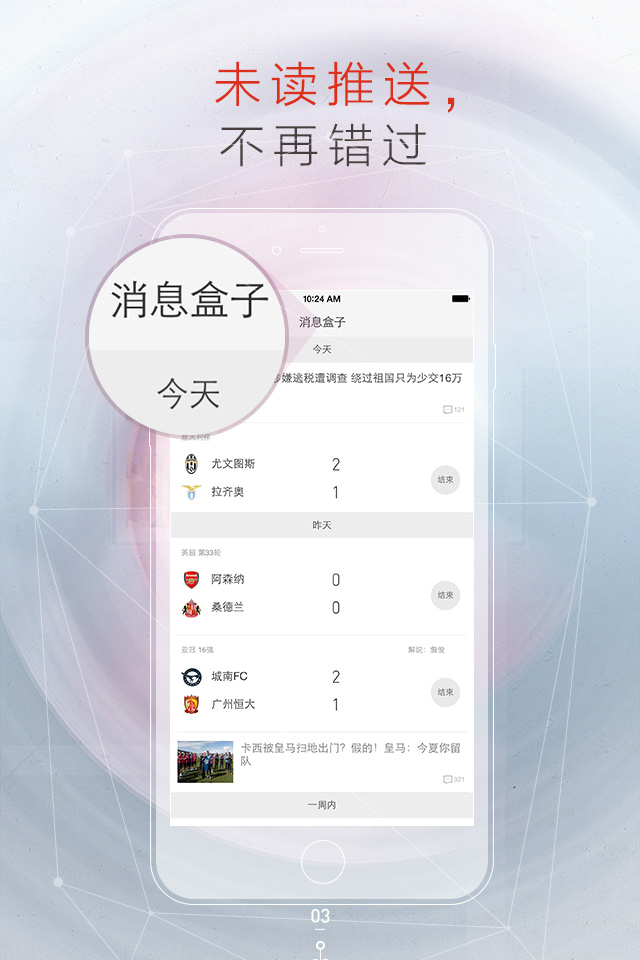 未读推送，
不再错过
消息盒子
今天
10:24 AM
消息盒子
今天
嫌逃税遭调查 绕过祖国只为少交16万
121
意大利杯
尤文图斯 2
拉齐奥 1
结束
昨天
英超 第33轮
阿森纳 0
桑德兰 0
结束
亚冠 16强
解说：詹俊
城南FC 2
广州恒大 1
结束
卡西被皇马扫地出门？假的！皇马：今夏你留
队
321
一周内
03